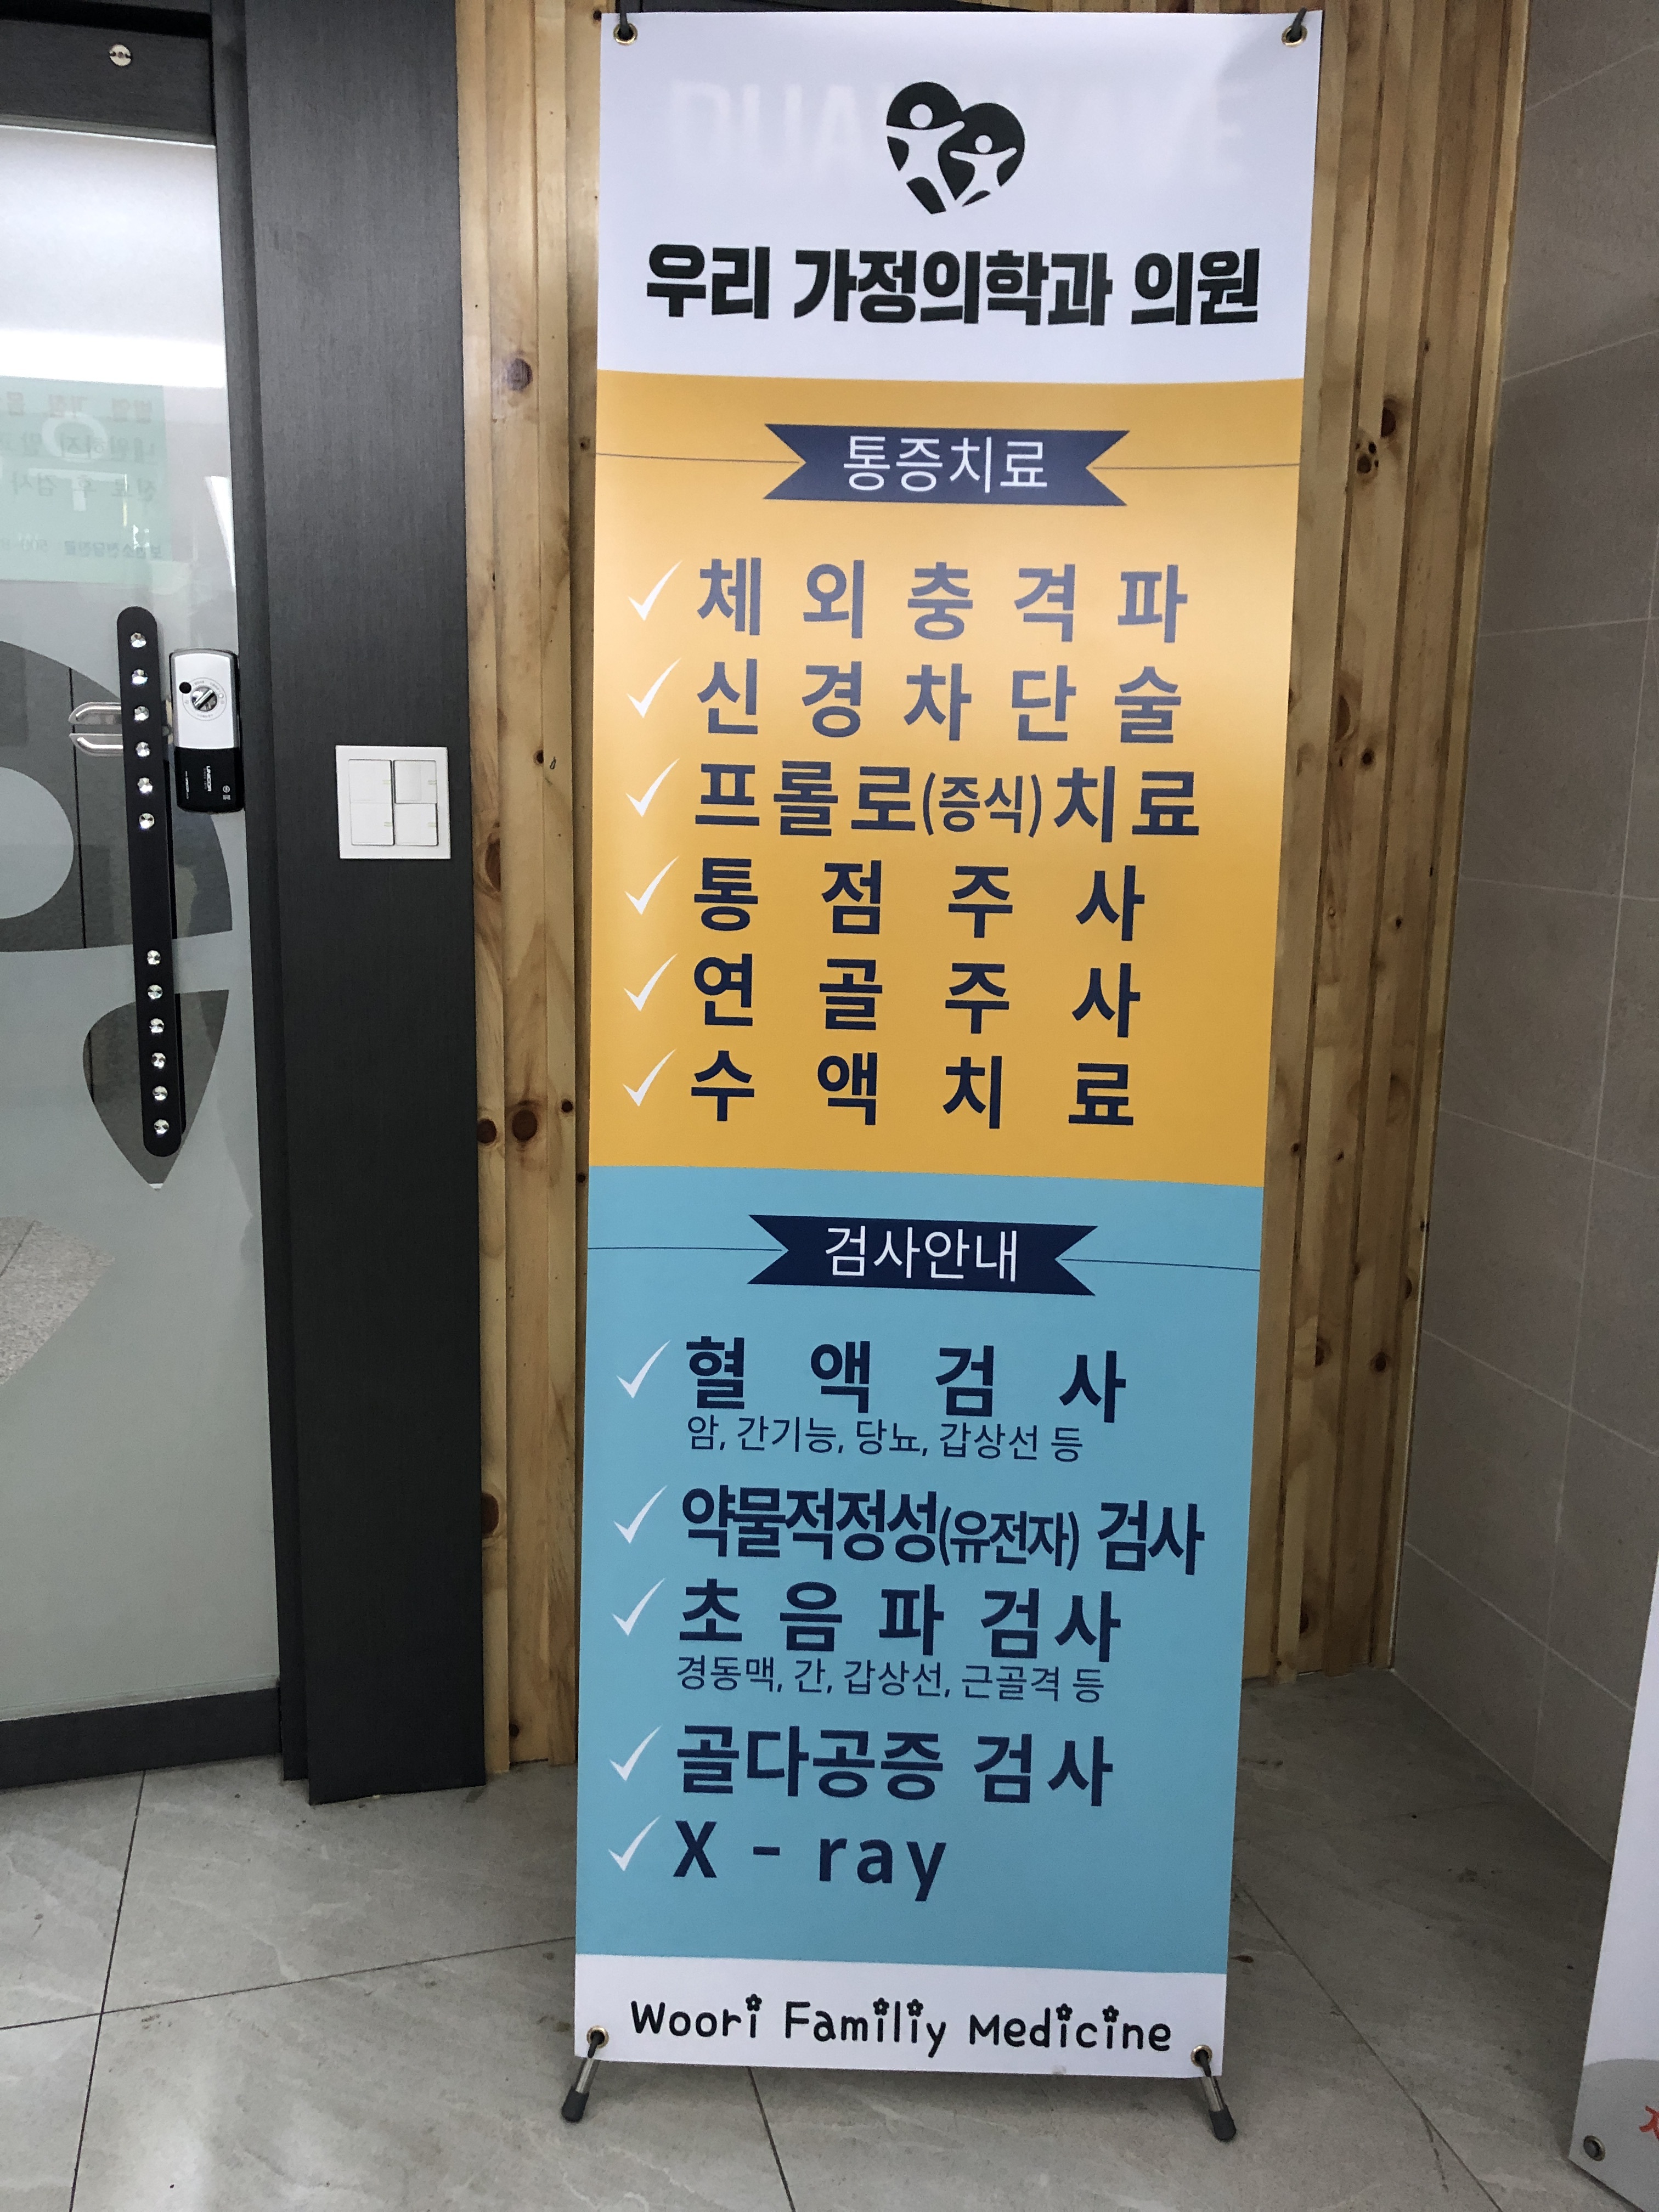 우리 가정의학과 의원
통증치료
체외충격파
신경차단술
프롤로(증식)치료
통점주사
연골주사
수액치료
검사안내
혈액검사
암, 간기능, 당뇨, 갑상선 등
약물적정성(유전자) 검사
초음파 검사
경동맥, 간, 갑상선, 근골격 등
골다공증 검사
X - ray
Woori Familiy Medicine